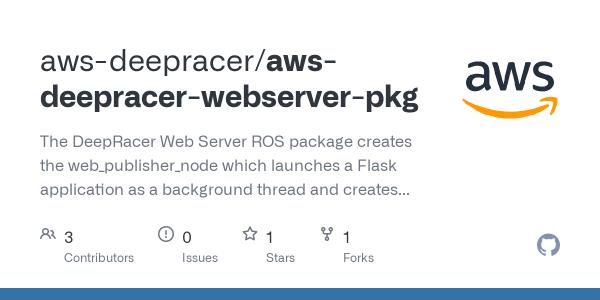 aws-deepracer/aws-
deepracer-webserver-pkg
aws
The DeepRacer Web Server ROS package creates
the web_publisher_node which launches a Flask
application as a background thread and creates...
3
Contributors
0
Issues
1
Stars
1
Forks